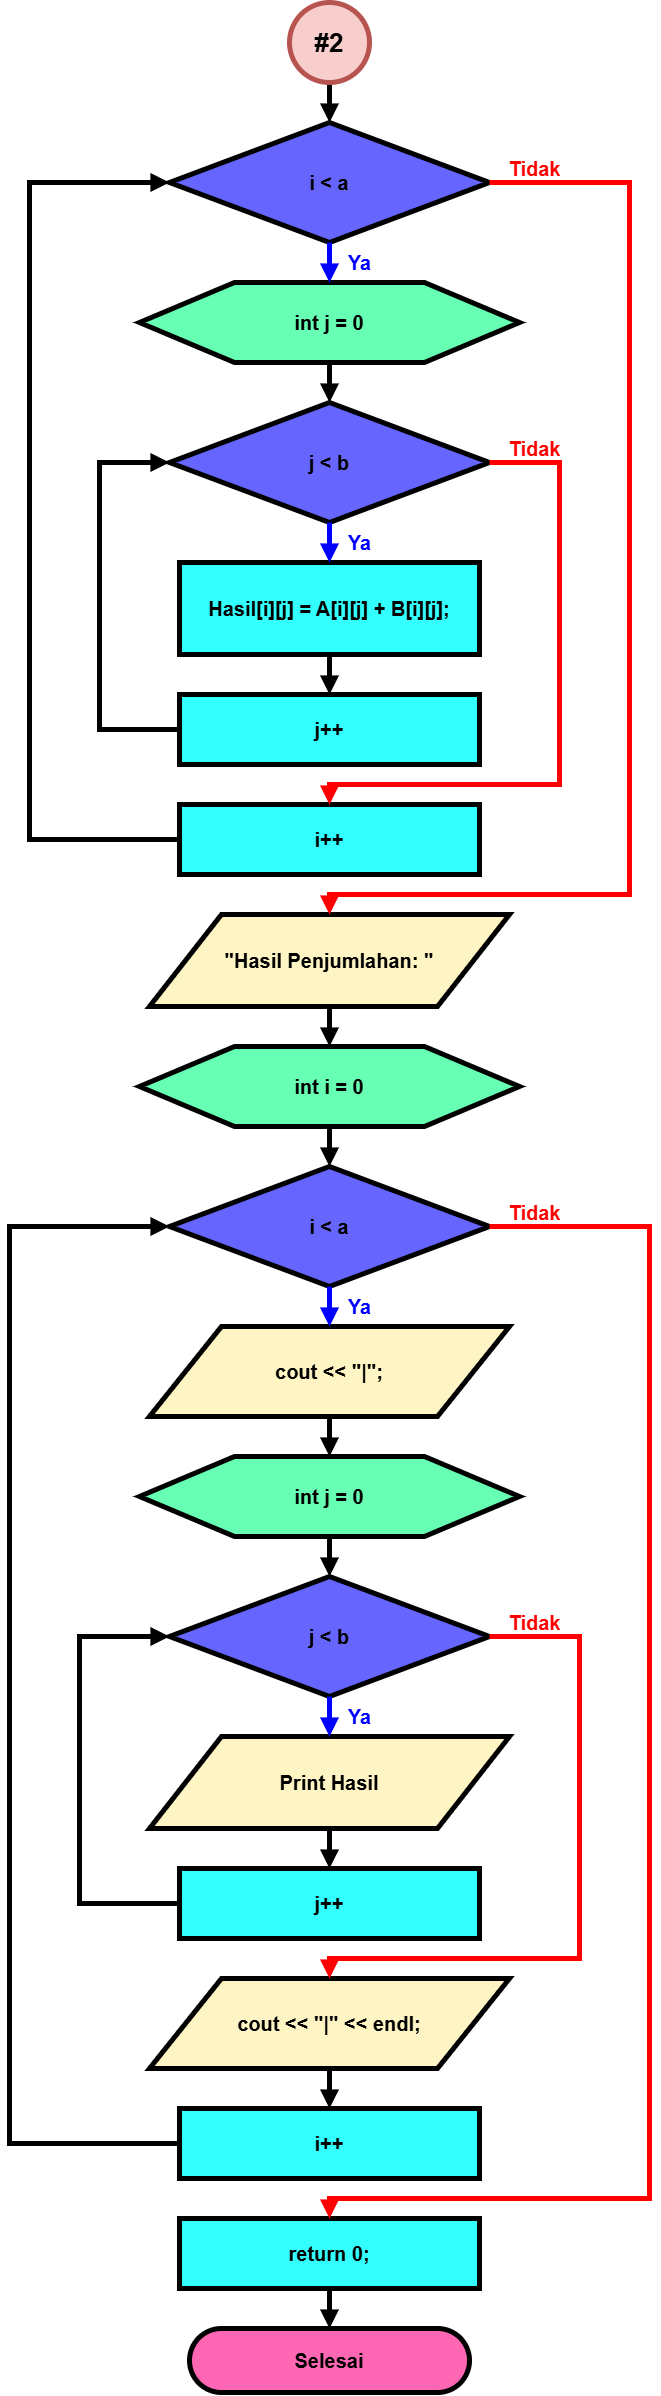 #2
i < a
Tidak
Ya
int j = 0
j < b
Tidak
Ya
Hasil[i][j] = A[i][j] + B[i][j];
j++
i++
"Hasil Penjumlahan: "
int i = 0
i < a
Tidak
Ya
cout << "|";
int j = 0
j < b
Tidak
Ya
Print Hasil
j++
cout << "|" << endl;
i++
return 0;
Selesai